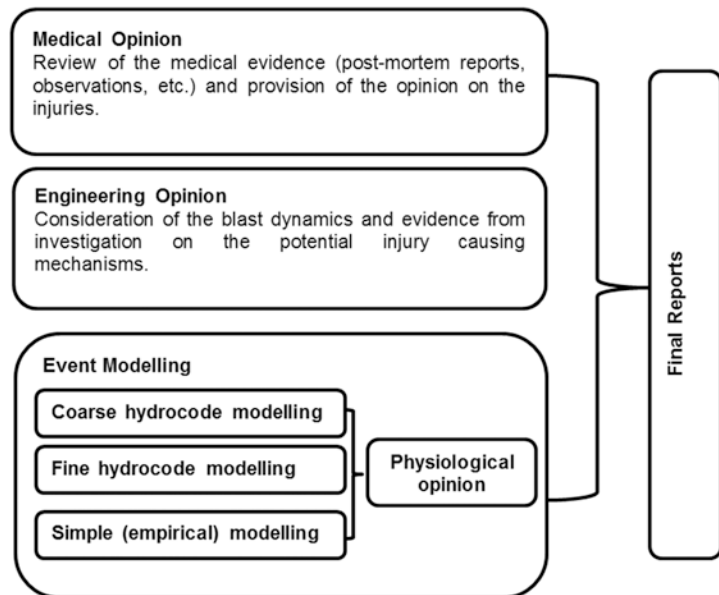 Medical Opinion
Review of the medical evidence (post-mortem reports,
observations, etc.) and provision of the opinion on the
injuries.
Engineering Opinion
Consideration of the blast dynamics and evidence from
investigation on the potential injury causing
mechanisms.
Event Modelling
Coarse hydrocode modelling
Fine hydrocode modelling
Simple (empirical) modelling
Physiological
opinion
Final Reports